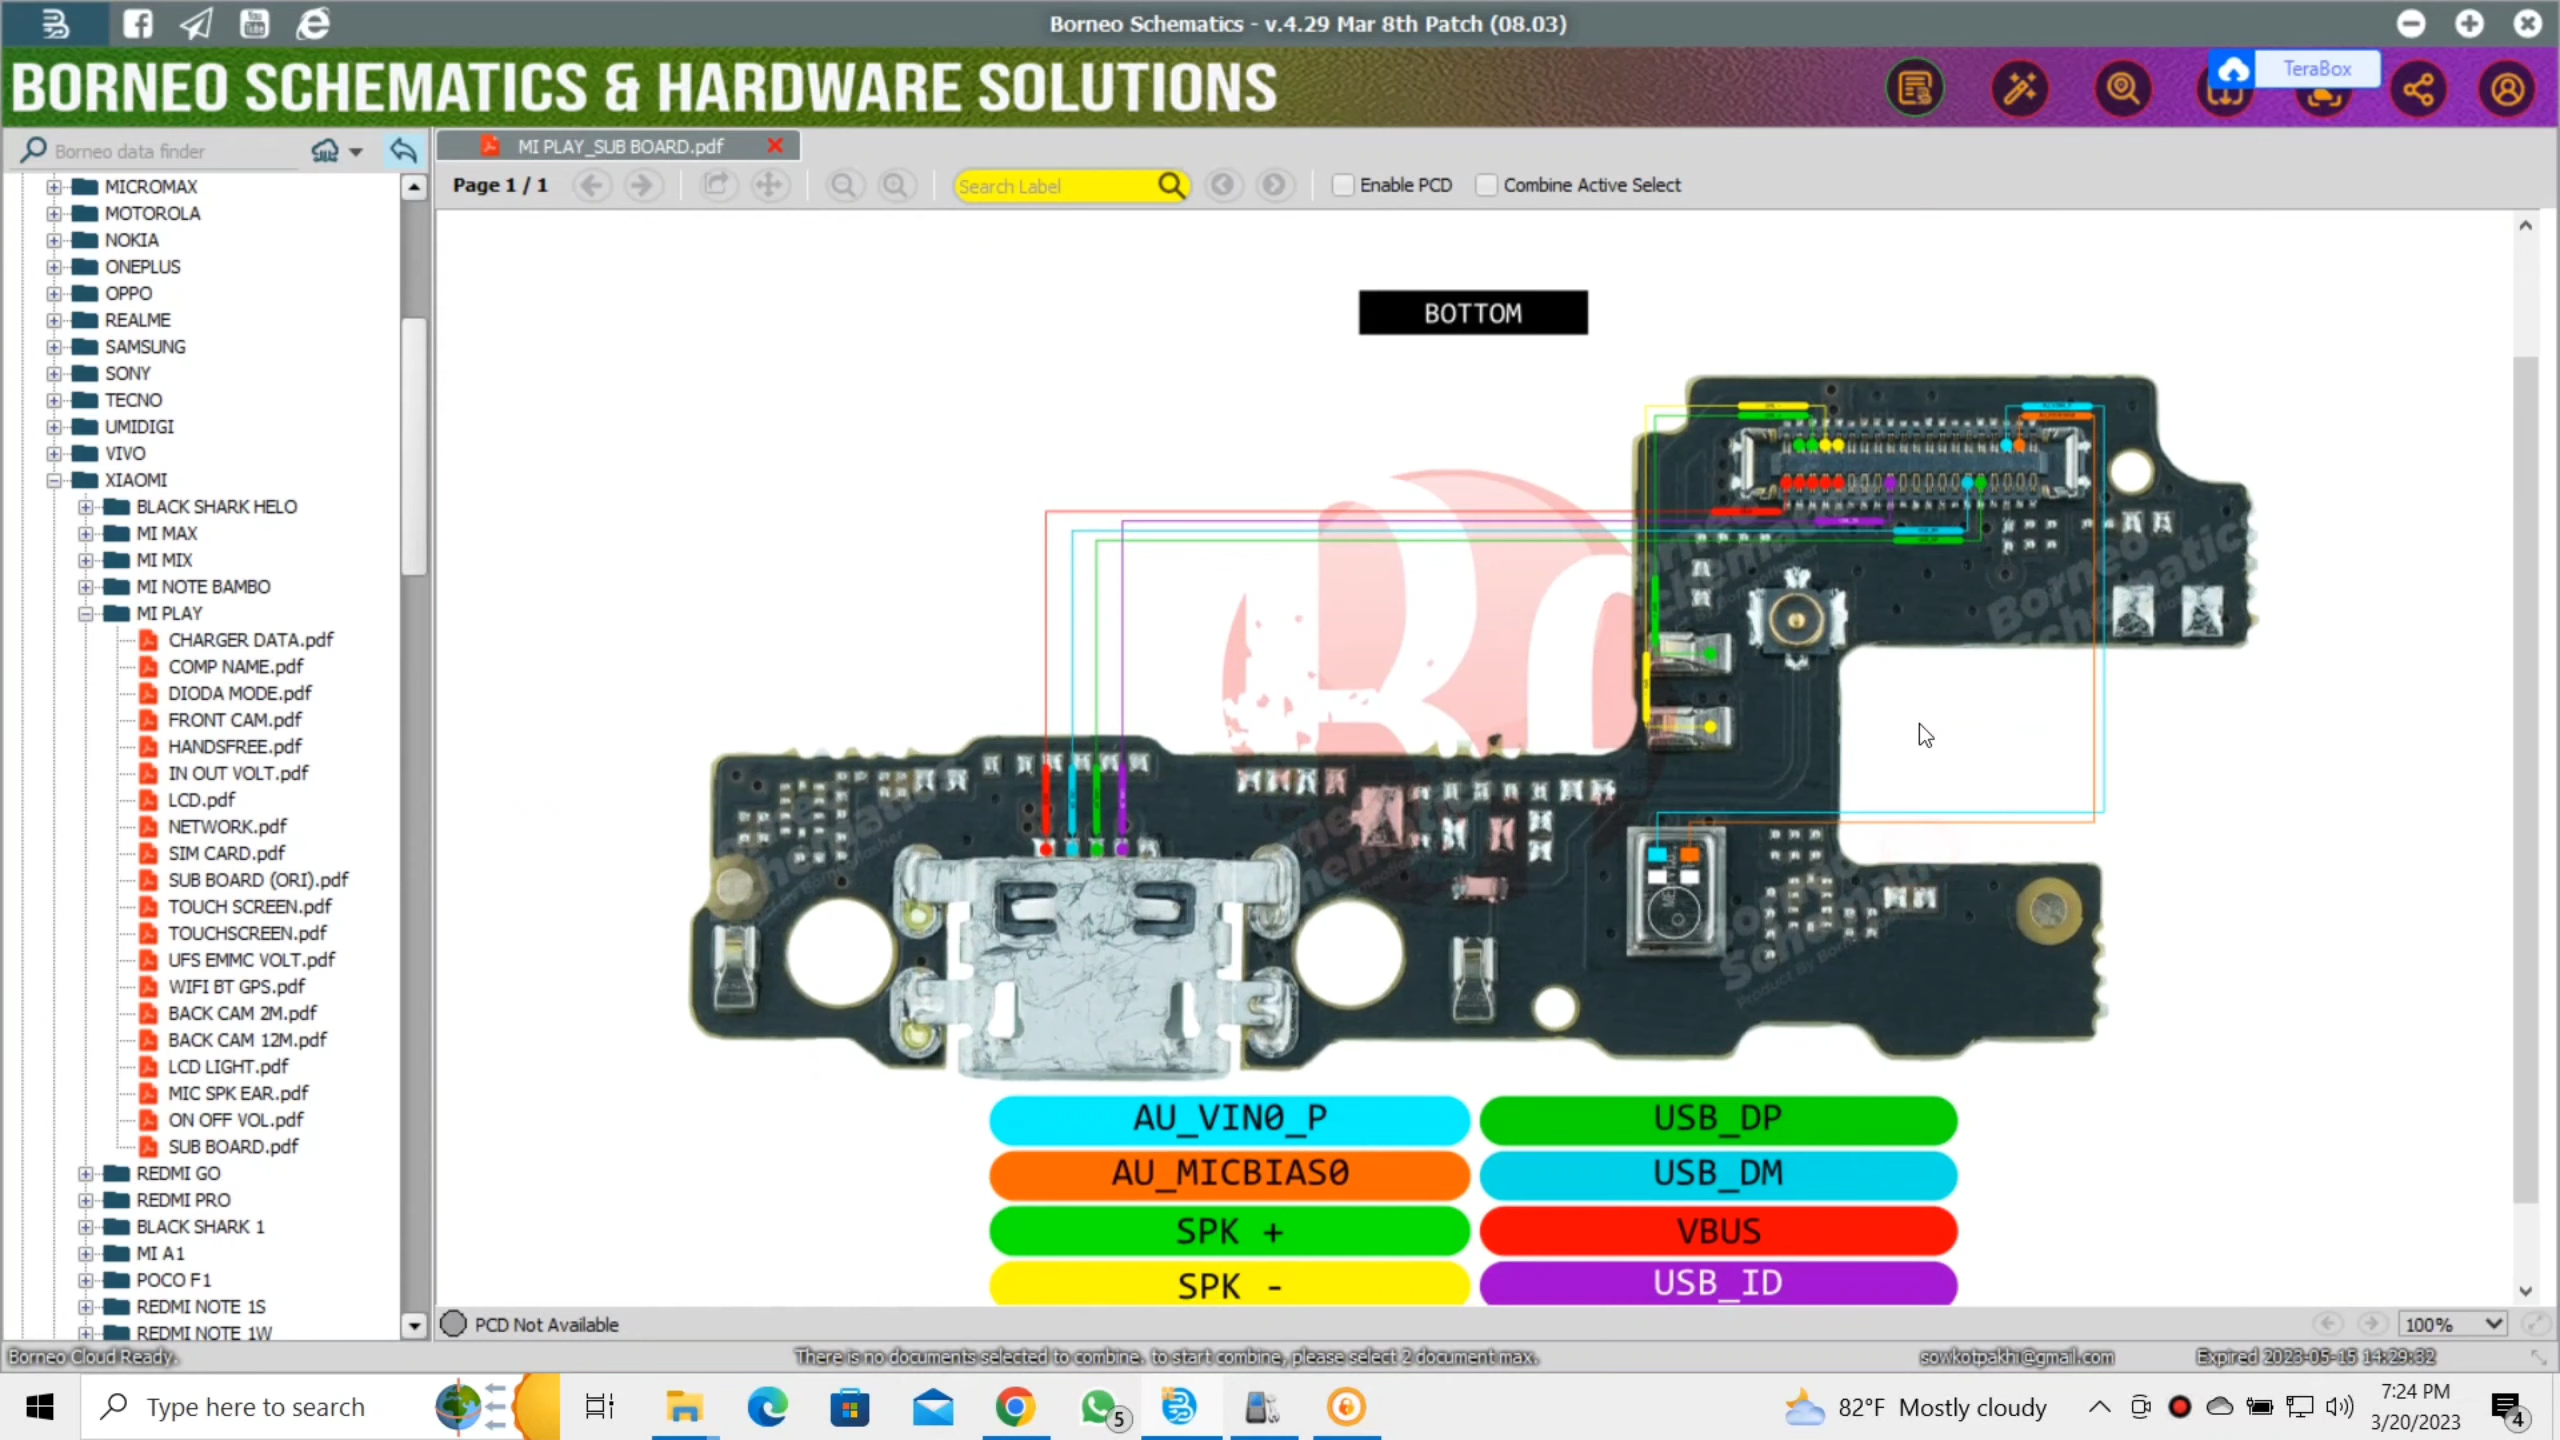 Borneo Schematics - v.4.29 Mar 8th Patch (08.03)
BORNEO SCHEMATICS & HARDWARE SOLUTIONS
TeraBox
Borneo data finder
MI PLAY_SUB BOARD.pdf
Page 1 / 1
Search Label
Enable PCD
Combine Active Select
MICROMAX
MOTOROLA
NOKIA
ONEPLUS
OPPO
REALME
SAMSUNG
SONY
TECNO
UMIDIGI
VIVO
XIAOMI
BLACK SHARK HELO
MI MAX
MI MIX
MI NOTE BAMBO
MI PLAY
CHARGER DATA.pdf
COMP NAME.pdf
DIODA MODE.pdf
FRONT CAM.pdf
HANDSFREE.pdf
IN OUT VOLT.pdf
LCD.pdf
NETWORK.pdf
SIM CARD.pdf
SUB BOARD (ORI).pdf
TOUCH SCREEN.pdf
TOUCHSCREEN.pdf
UFS EMMC VOLT.pdf
WIFI BT GPS.pdf
BACK CAM 2M.pdf
BACK CAM 12M.pdf
LCD LIGHT.pdf
MIC SPK EAR.pdf
ON OFF VOL.pdf
SUB BOARD.pdf
REDMI GO
REDMI PRO
BLACK SHARK 1
MI A1
POCO F1
REDMI NOTE 1S
REDMI NOTE 1W
BOTTOM
Borneo
Schematics
AU_VIN0_P
USB_DP
AU_MICBIAS0
USB_DM
SPK +
VBUS
SPK -
USB_ID
PCD Not Available
100%
Borneo Cloud Ready.
There is no documents selected to combine. to start combine, please select 2 document max.
sowkotpakhi@gmail.com
Expired 2023-05-15 14:29:32
Type here to search
5
82°F Mostly cloudy
7:24 PM
3/20/2023
4